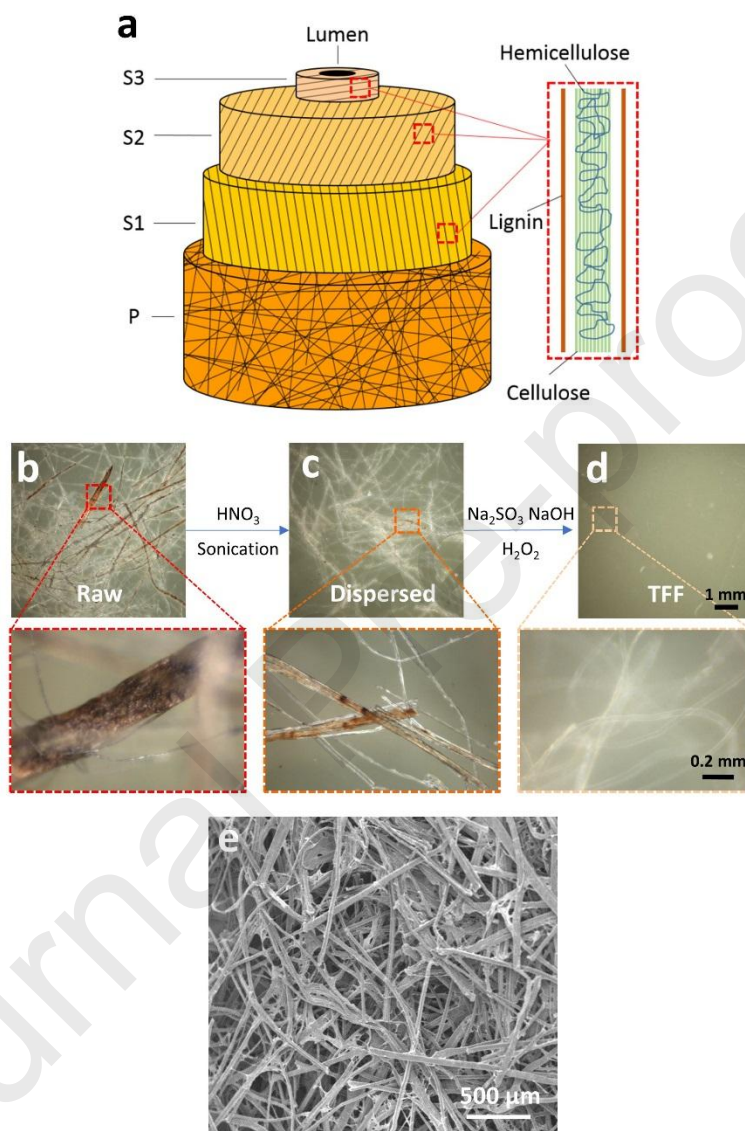 a
Lumen
S3
Hemicellulose
S2
S1
Lignin
P
Cellulose
b
c
d
HNO₃
Sonication
Na₂SO₃ NaOH
H₂O₂
Raw
Dispersed
TFF
1 mm
0.2 mm
e
500 μm